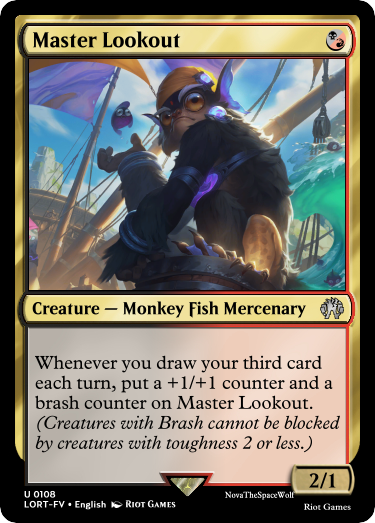 Master Lookout
Creature — Monkey Fish Mercenary
Whenever you draw your third card
each turn, put a +1/+1 counter and a
brash counter on Master Lookout.
(Creatures with Brash cannot be blocked
by creatures with toughness 2 or less.)
2/1
U 0108
LORT-FV • English Riot Games
NovaTheSpaceWolf
Riot Games